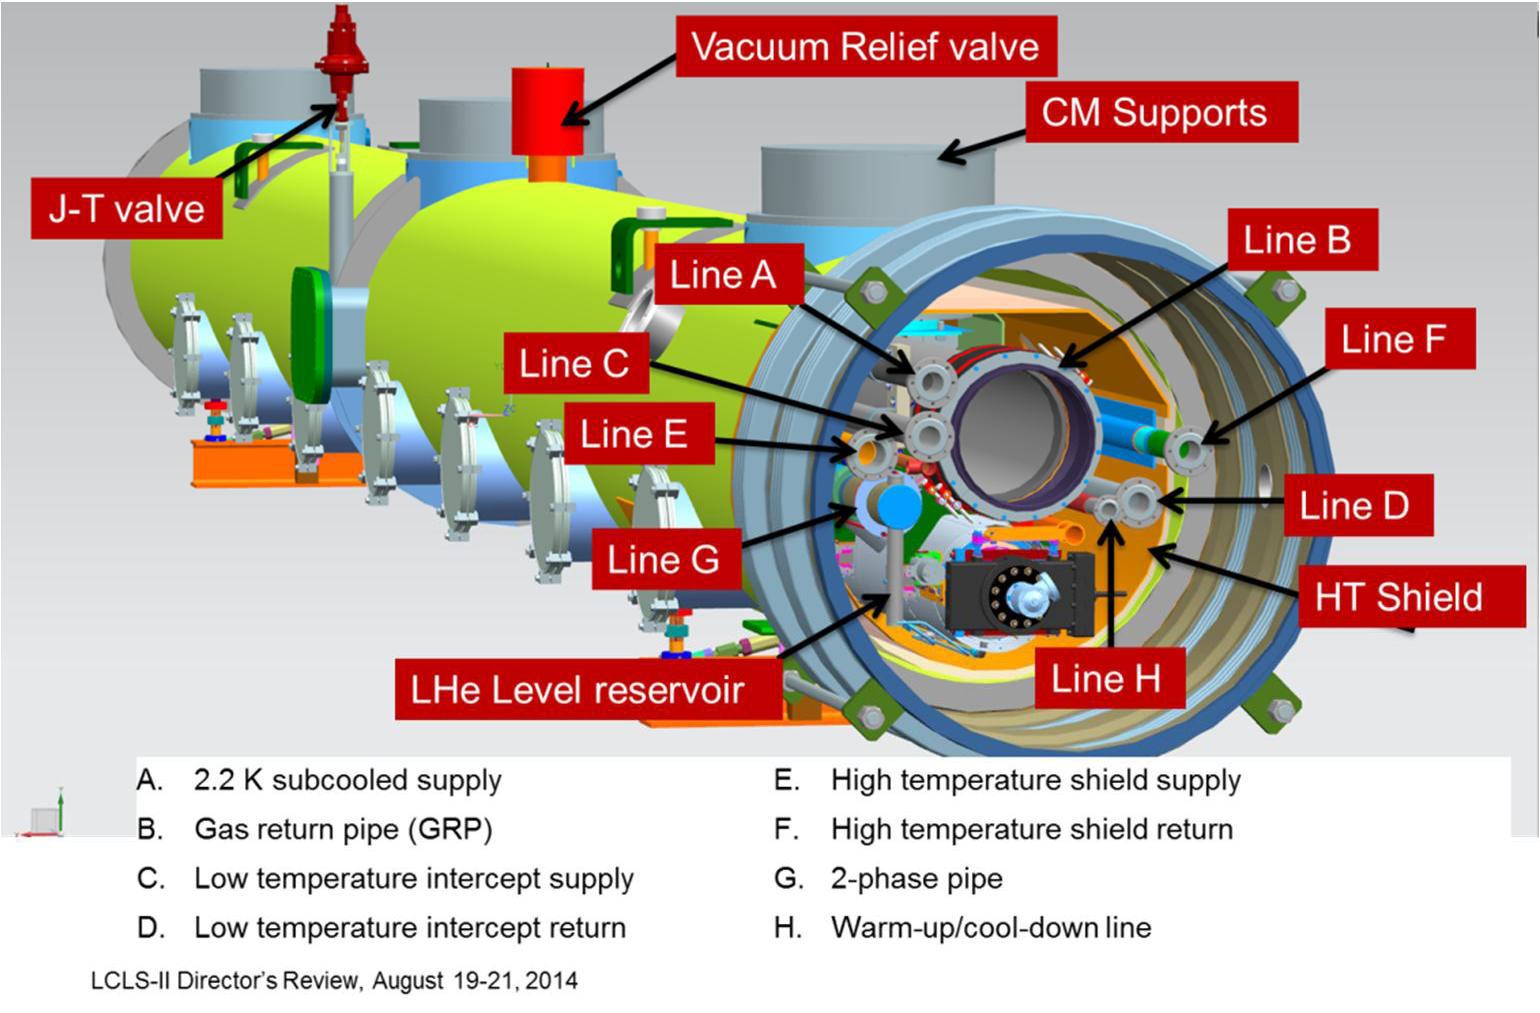 Vacuum Relief valve
CM Supports
J-T valve
Line B
Line A
Line F
Line C
Line E
Line D
Line G
HT Shield
Line H
LHe Level reservoir
A. 2.2 K subcooled supply
B. Gas return pipe (GRP)
C. Low temperature intercept supply
D. Low temperature intercept return
E. High temperature shield supply
F. High temperature shield return
G. 2-phase pipe
H. Warm-up/cool-down line
LCLS-II Director's Review, August 19-21, 2014